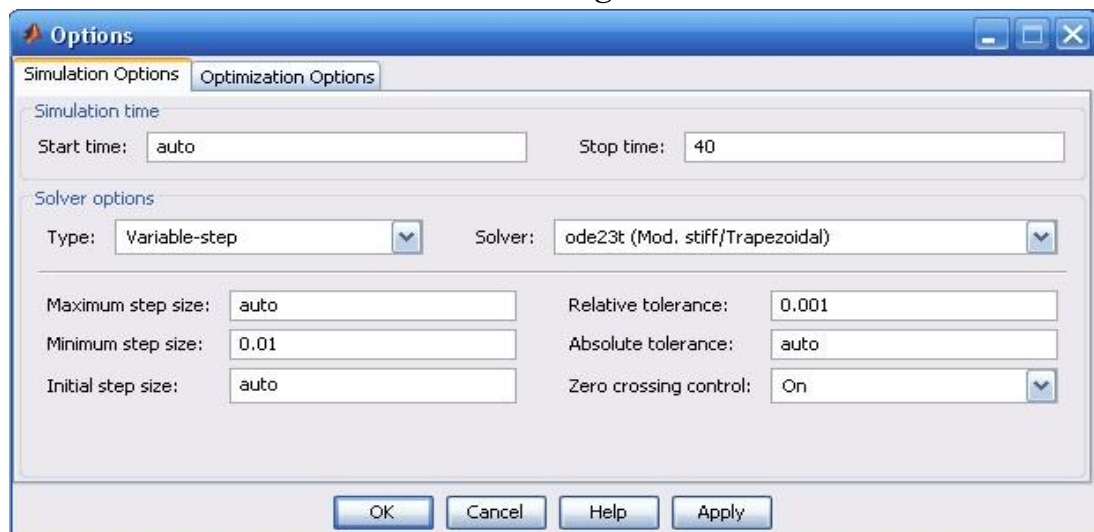 Options
Simulation Options Optimization Options
Simulation time
Start time: auto Stop time: 40
Solver options
Type: Variable-step Solver: ode23t (Mod. stiff/Trapezoidal)
Maximum step size: auto Relative tolerance: 0.001
Minimum step size: 0.01 Absolute tolerance: auto
Initial step size: auto Zero crossing control: On
OK Cancel Help Apply